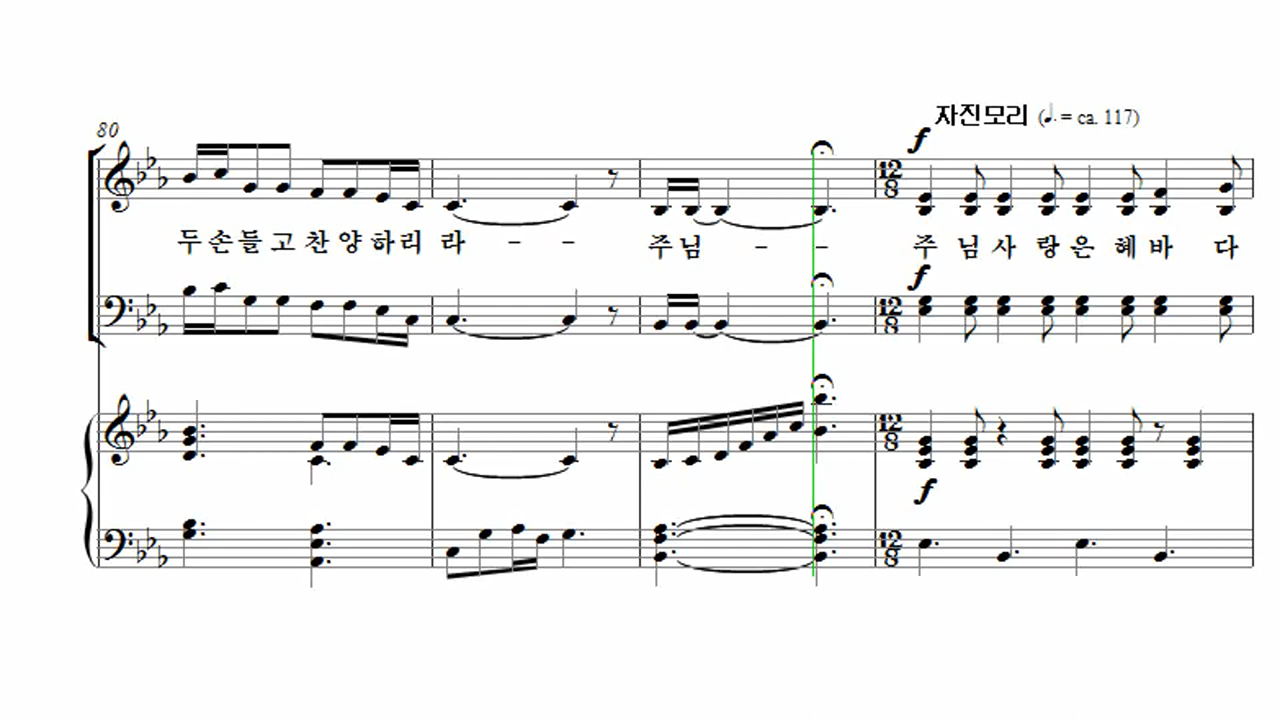 자진모리 (♩. = ca. 117)
80
f
두 손 들 고 찬 양 하 리 라 - - 주 님 - - 주 님 사 랑 은 혜 바 다
f
12 8
12 8
12 8
f
12 8